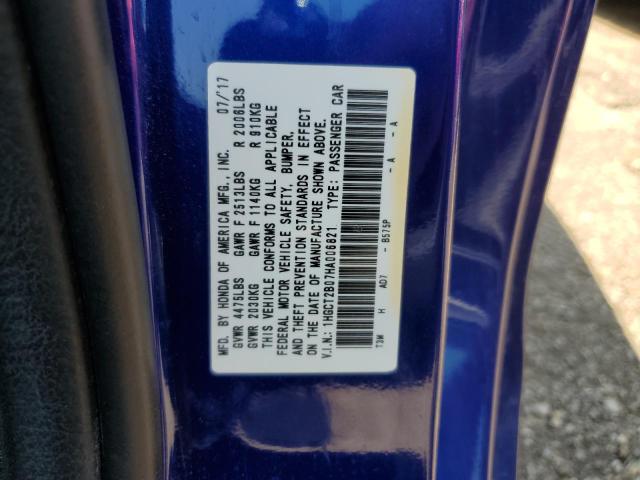 MFD. BY HONDA OF AMERICA MFG., INC. 07/'17
GVWR 4475LBS GAWR F 2513LBS R 2006LBS
GVWR 2030KG GAWR F 1140KG R 910KG
THIS VEHICLE CONFORMS TO ALL APPLICABLE
FEDERAL MOTOR VEHICLE SAFETY, BUMPER,
AND THEFT PREVENTION STANDARDS IN EFFECT
ON THE DATE OF MANUFACTURE SHOWN ABOVE.
V.I.N.: 1HGCT2B07HA006821 TYPE: PASSENGER CAR
T3M H AD7 - B575P - A - A